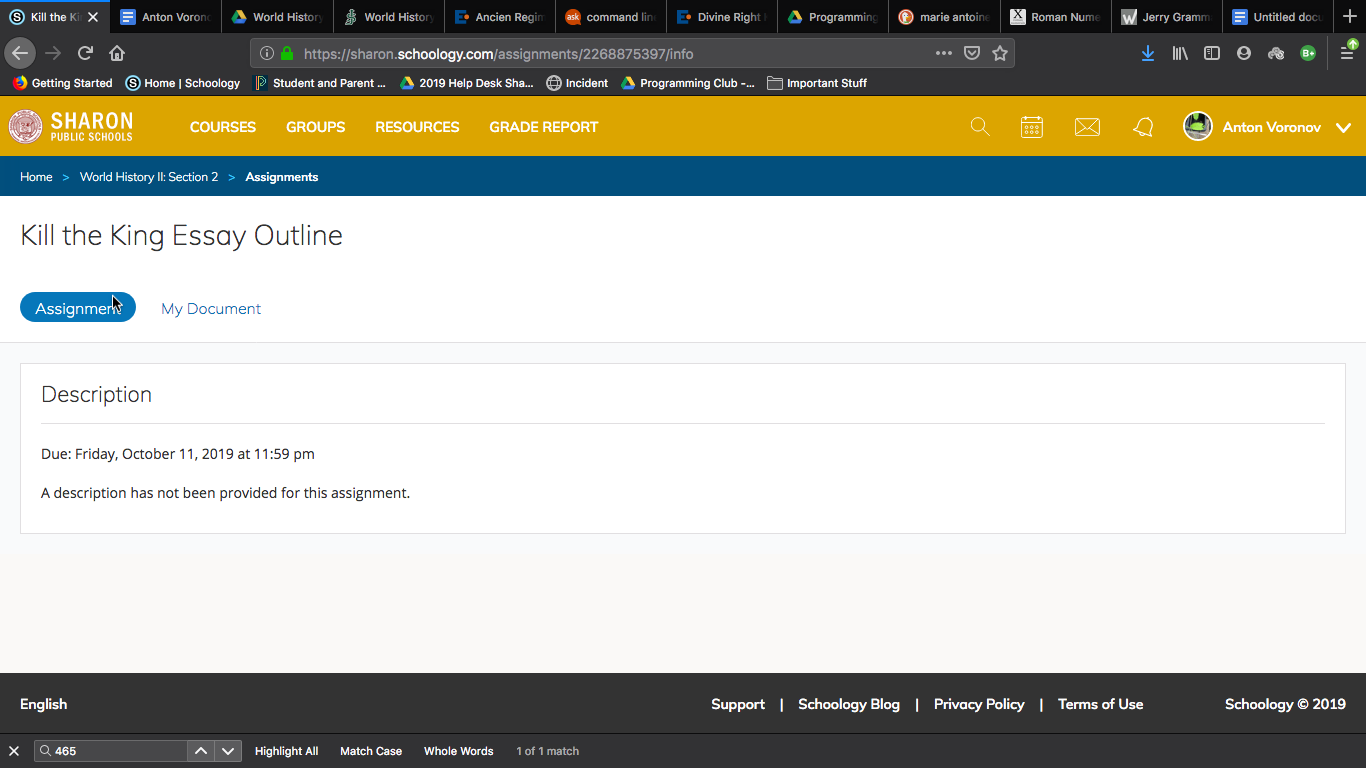 Kill the Ki
Anton Vorono
World History
World History
Ancien Regim
ask
command line
Divine Right
Programming
marie antoine
Roman Nume
Jerry Gramma
Untitled docu
https://sharon.schoology.com/assignments/2268875397/info
Getting Started
Home | Schoology
Student and Parent ...
2019 Help Desk Sha...
Incident
Programming Club -...
Important Stuff
SHARON
PUBLIC SCHOOLS
COURSES
GROUPS
RESOURCES
GRADE REPORT
Anton Voronov
Home > World History II: Section 2 > Assignments
Kill the King Essay Outline
Assignment
My Document
Description
Due: Friday, October 11, 2019 at 11:59 pm
A description has not been provided for this assignment.
English
Support | Schoology Blog | Privacy Policy | Terms of Use
Schoology © 2019
465
Highlight All
Match Case
Whole Words
1 of 1 match